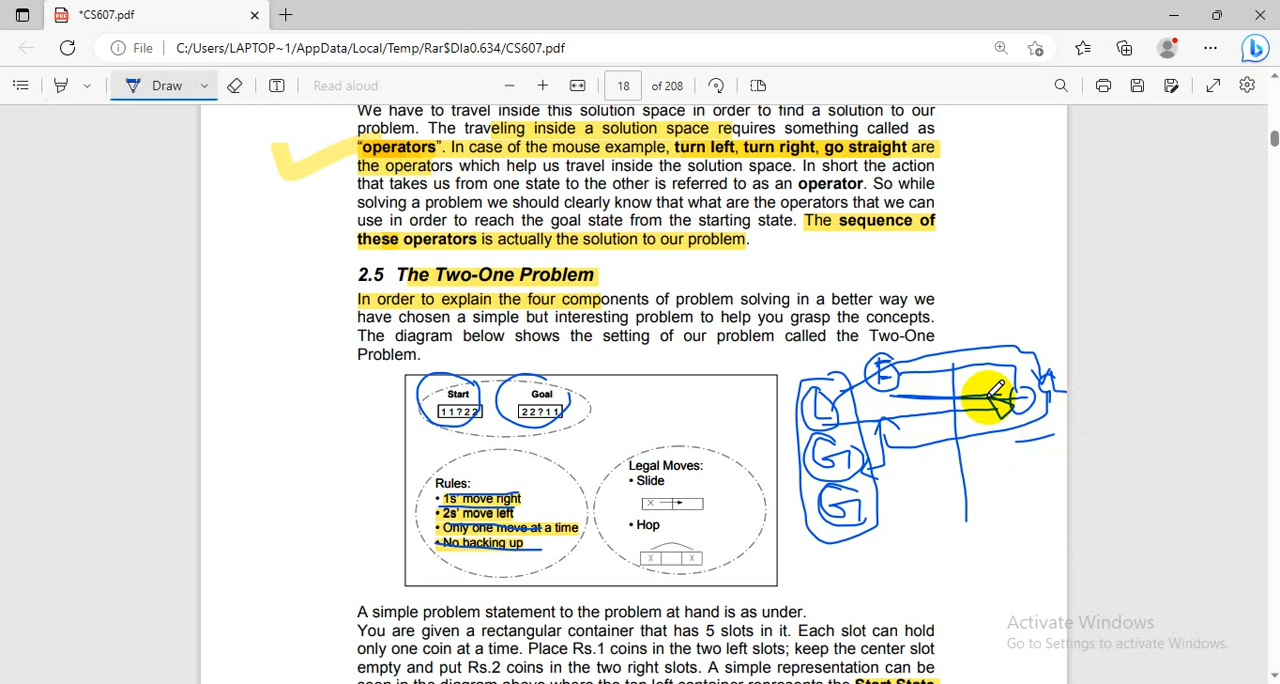 *CS607.pdf
File
C:/Users/LAPTOP~1/AppData/Local/Temp/Rar$DIa0.634/CS607.pdf
Draw
Read aloud
18 of 208
We have to travel inside this solution space in order to find a solution to our
problem. The traveling inside a solution space requires something called as
“operators”. In case of the mouse example, turn left, turn right, go straight are
the operators which help us travel inside the solution space. In short the action
that takes us from one state to the other is referred to as an operator. So while
solving a problem we should clearly know that what are the operators that we can
use in order to reach the goal state from the starting state. The sequence of
these operators is actually the solution to our problem.
2.5 The Two-One Problem
In order to explain the four components of problem solving in a better way we
have chosen a simple but interesting problem to help you grasp the concepts.
The diagram below shows the setting of our problem called the Two-One
Problem.
Start
1 1 ? 2 2
Goal
2 2 ? 1 1
Rules:
• 1s' move right
• 2s' move left
• Only one move at a time
• No backing up
Legal Moves:
• Slide
X
• Hop
X X
E
L
G
G
A simple problem statement to the problem at hand is as under.
You are given a rectangular container that has 5 slots in it. Each slot can hold
only one coin at a time. Place Rs.1 coins in the two left slots; keep the center slot
empty and put Rs.2 coins in the two right slots. A simple representation can be
seen in the diagram above where the top left container represents the Start State
Activate Windows
Go to Settings to activate Windows.